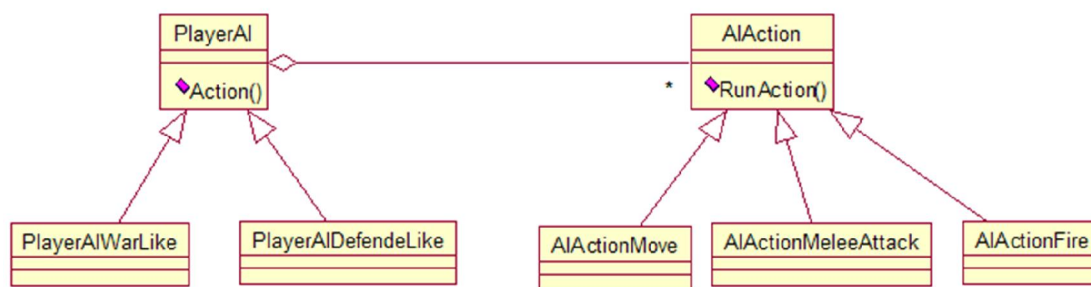 PlayerAI
AIAction
Action()
*
RunAction()
PlayerAIWarLike
PlayerAIDefendeLike
AIActionMove
AIActionMeleeAttack
AIActionFire